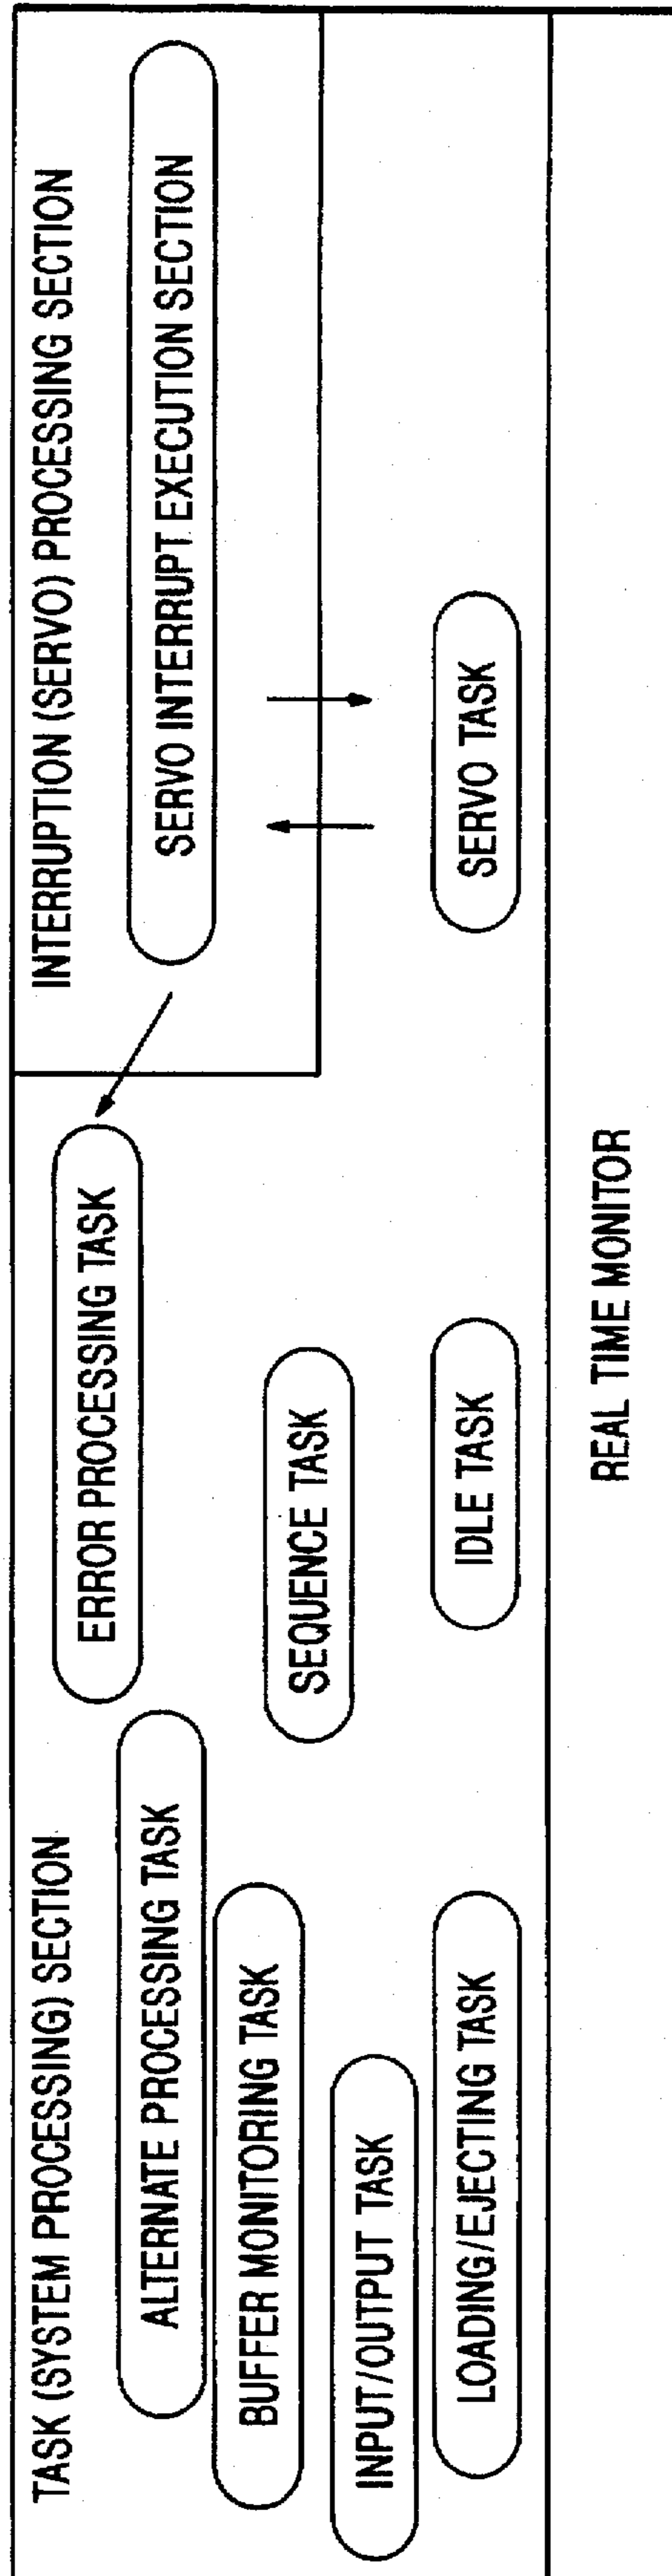 TASK (SYSTEM PROCESSING) SECTION
INTERRUPTION (SERVO) PROCESSING SECTION
ERROR PROCESSING TASK
ALTERNATE PROCESSING TASK
SERVO INTERRUPT EXECUTION SECTION
BUFFER MONITORING TASK
SEQUENCE TASK
INPUT/OUTPUT TASK
LOADING/EJECTING TASK
IDLE TASK
SERVO TASK
REAL TIME MONITOR